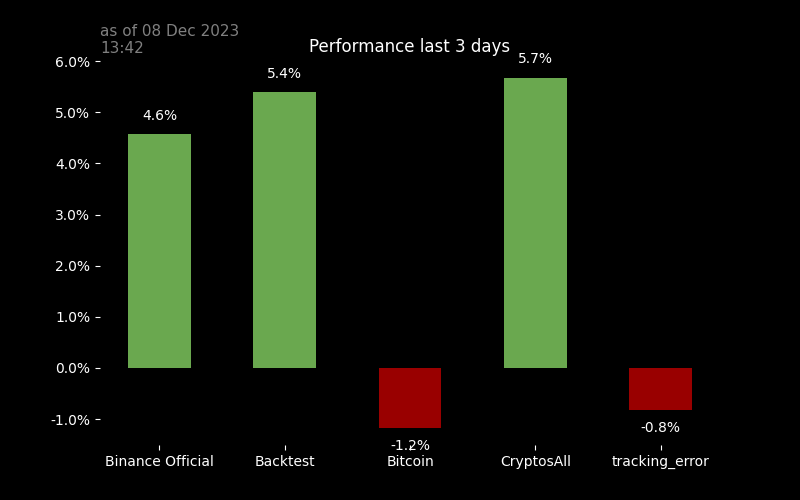 as of 08 Dec 2023
13:42
Performance last 3 days
6.0%
5.0%
4.0%
3.0%
2.0%
1.0%
0.0%
-1.0%
4.6%
5.4%
-1.2%
5.7%
-0.8%
Binance Official
Backtest
Bitcoin
CryptosAll
tracking_error